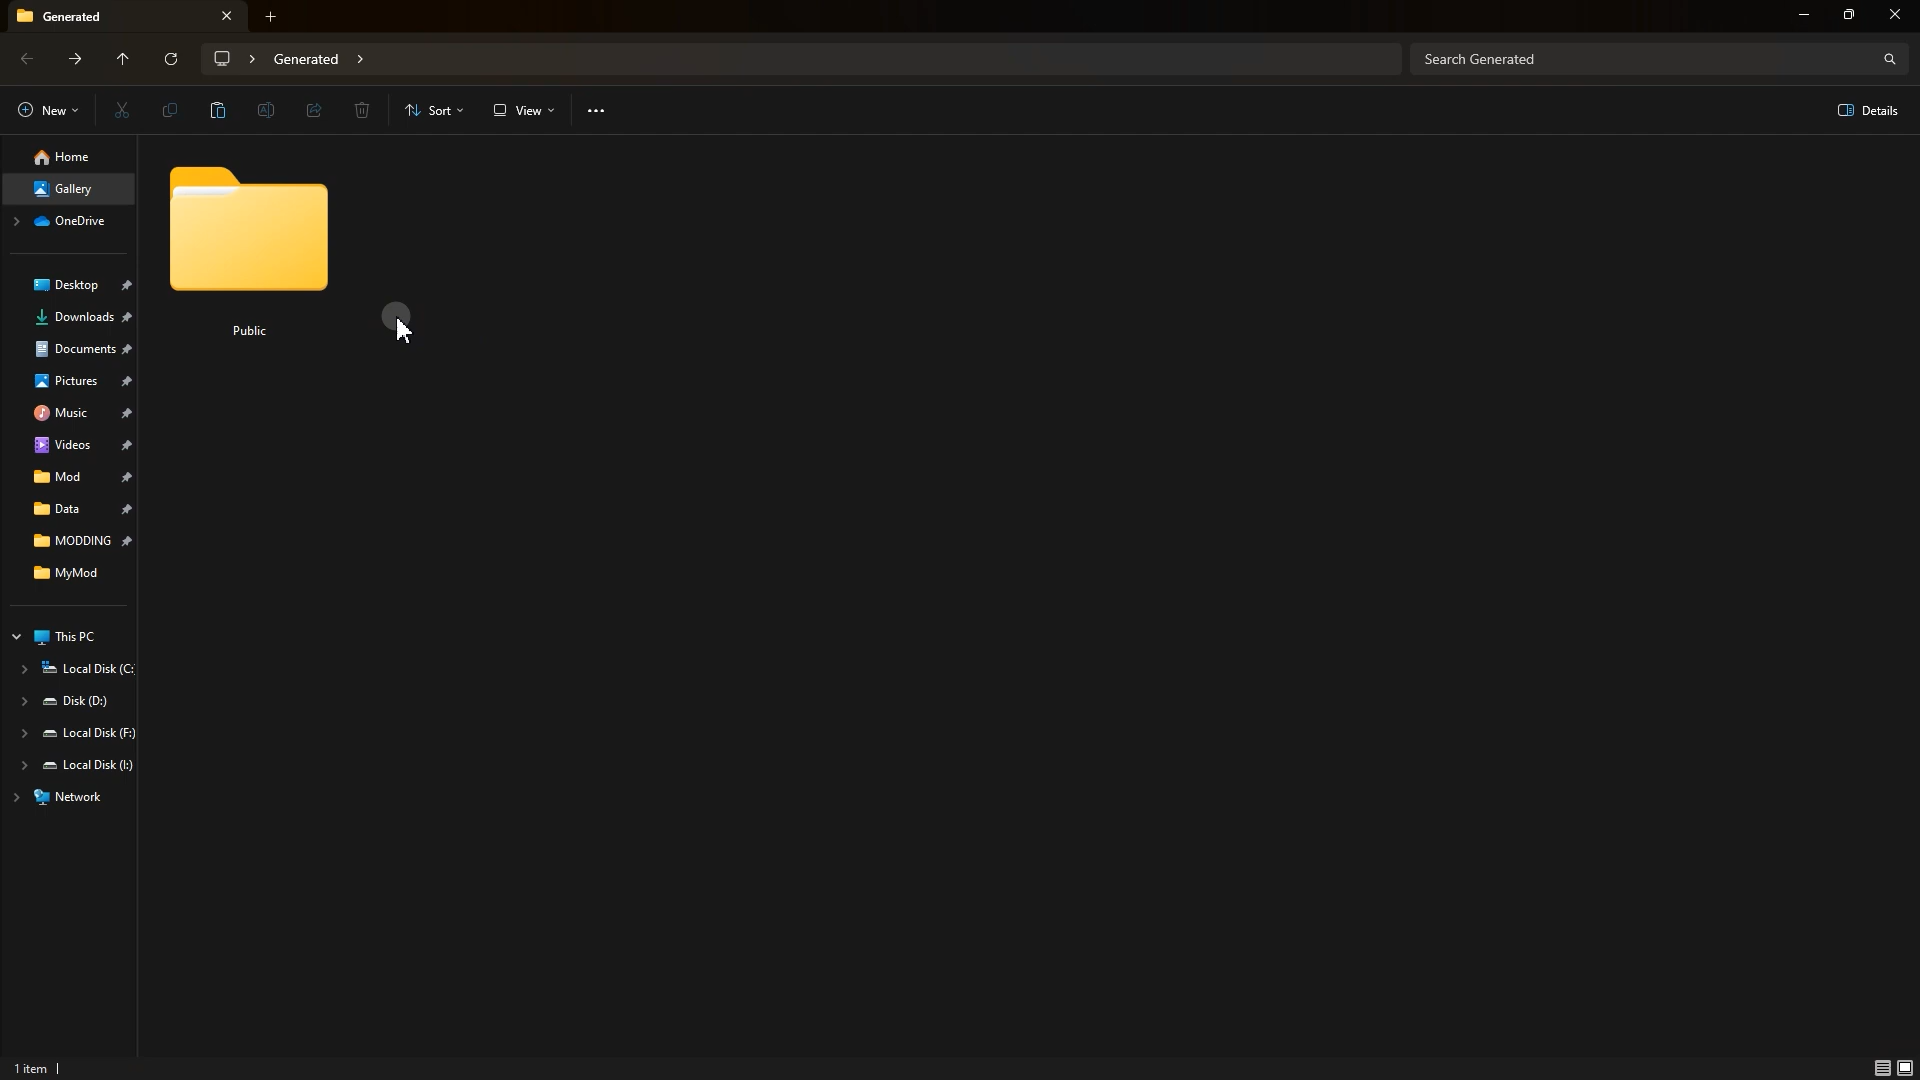 Generated
Generated
Search Generated
New
Sort
View
Details
Home
Gallery
OneDrive
Desktop
Downloads
Documents
Pictures
Music
Videos
Mod
Data
MODDING
MyMod
This PC
Local Disk (C:
Disk (D:)
Local Disk (F:)
Local Disk (I:)
Network
Public
1 item